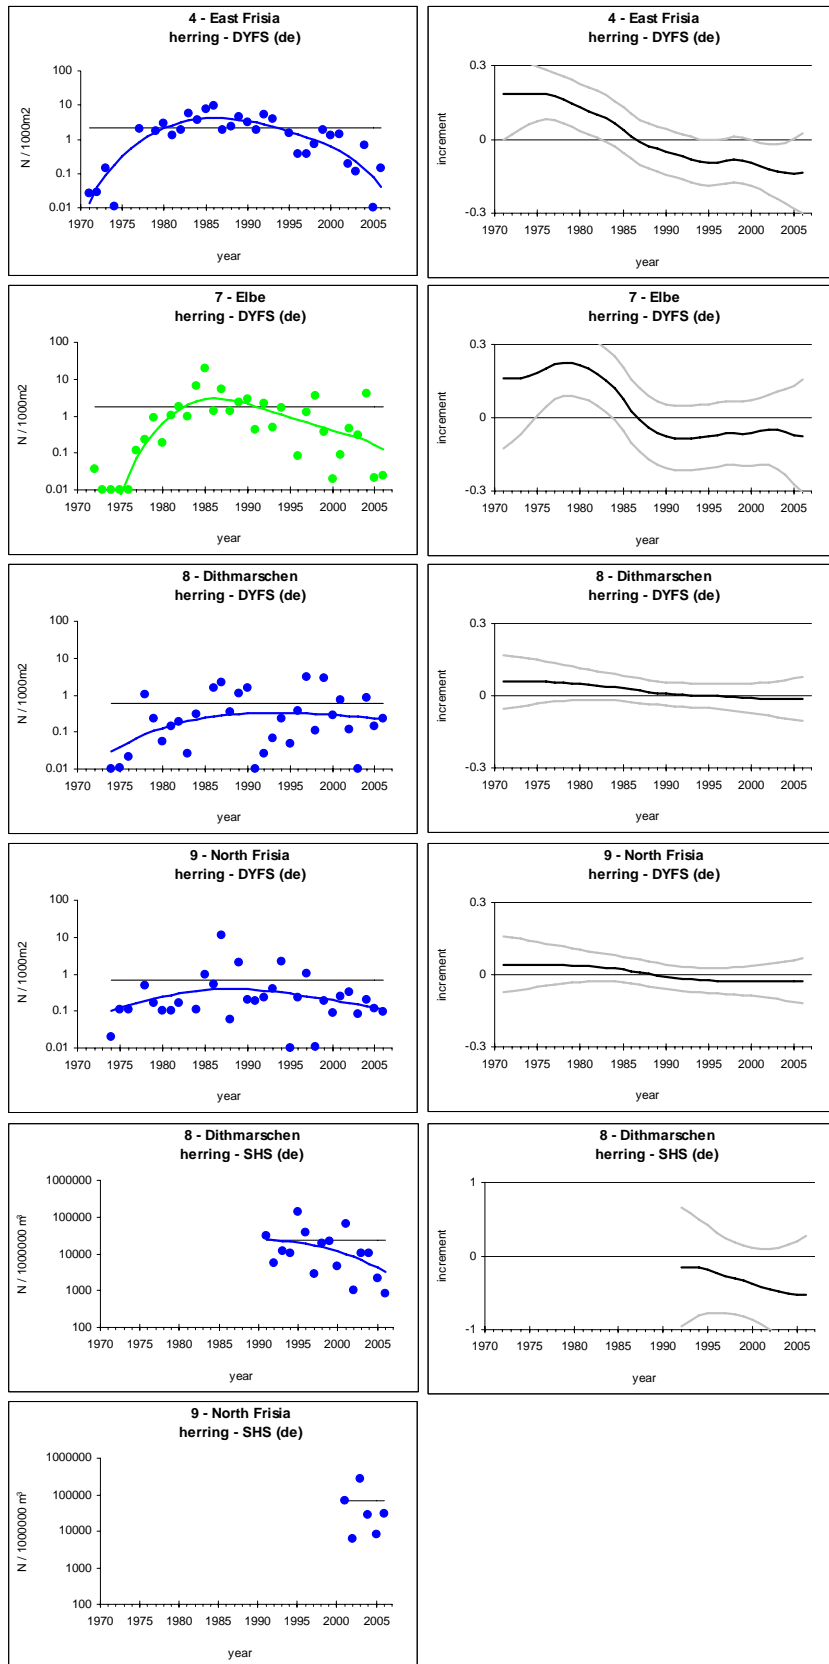 4 - East Frisia
herring - DYFS (de)
N / 1000m2
100
10
1
0.1
0.01
1970 1975 1980 1985 1990 1995 2000 2005
year
4 - East Frisia
herring - DYFS (de)
increment
0.3
0
-0.3
1970 1975 1980 1985 1990 1995 2000 2005
year
7 - Elbe
herring - DYFS (de)
N / 1000m2
100
10
1
0.1
0.01
1970 1975 1980 1985 1990 1995 2000 2005
year
7 - Elbe
herring - DYFS (de)
increment
0.3
0
-0.3
1970 1975 1980 1985 1990 1995 2000 2005
year
8 - Dithmarschen
herring - DYFS (de)
N / 1000m2
100
10
1
0.1
0.01
1970 1975 1980 1985 1990 1995 2000 2005
year
8 - Dithmarschen
herring - DYFS (de)
increment
0.3
0
-0.3
1970 1975 1980 1985 1990 1995 2000 2005
year
9 - North Frisia
herring - DYFS (de)
N / 1000m2
100
10
1
0.1
0.01
1970 1975 1980 1985 1990 1995 2000 2005
year
9 - North Frisia
herring - DYFS (de)
increment
0.3
0
-0.3
1970 1975 1980 1985 1990 1995 2000 2005
year
8 - Dithmarschen
herring - SHS (de)
N / 1000000 m³
1000000
100000
10000
1000
100
1970 1975 1980 1985 1990 1995 2000 2005
year
8 - Dithmarschen
herring - SHS (de)
increment
1
0
-1
1970 1975 1980 1985 1990 1995 2000 2005
year
9 - North Frisia
herring - SHS (de)
N / 1000000 m³
1000000
100000
10000
1000
100
1970 1975 1980 1985 1990 1995 2000 2005
year